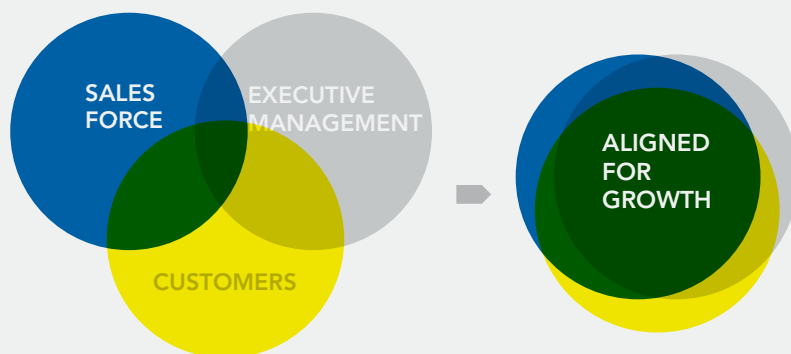 SALES
FORCE
EXECUTIVE
MANAGEMENT
CUSTOMERS
ALIGNED
FOR
GROWTH